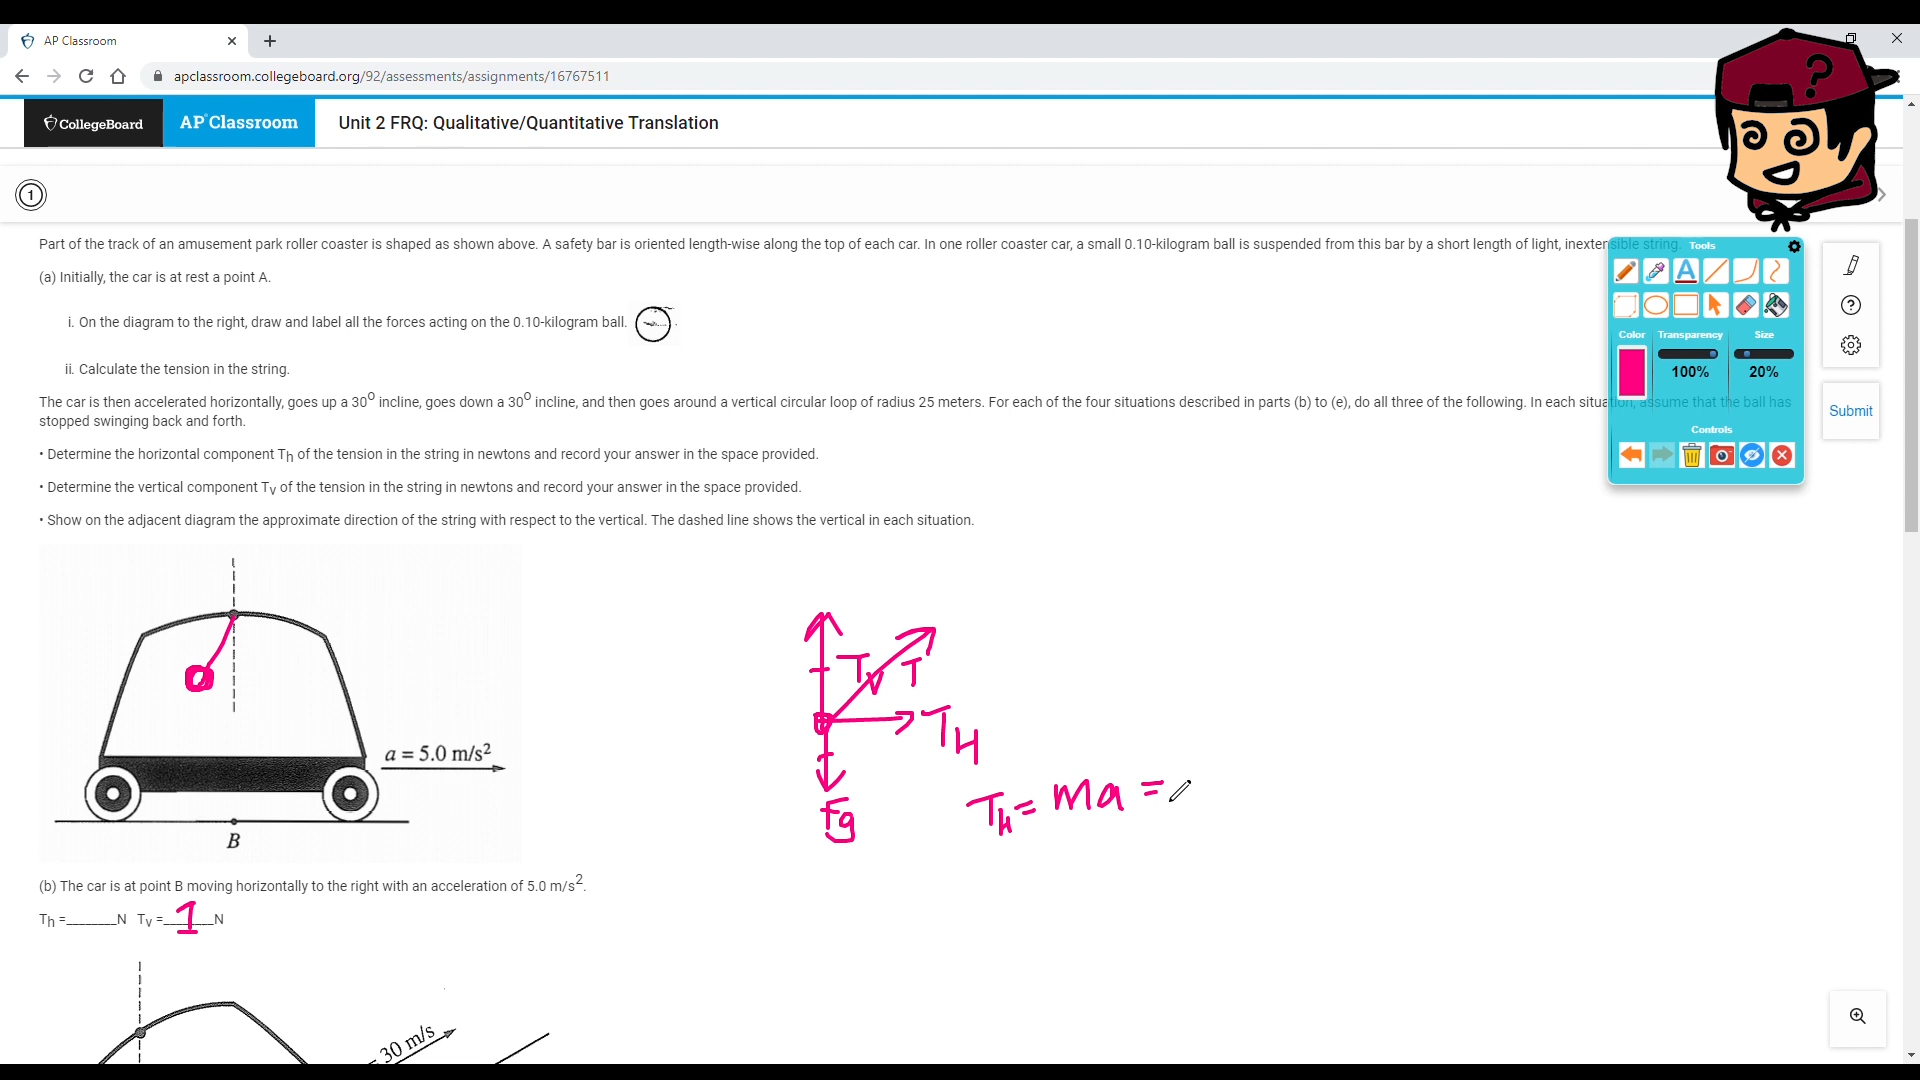 AP Classroom
apclassroom.collegeboard.org/92/assessments/assignments/16767511
CollegeBoard
AP Classroom
Unit 2 FRQ: Qualitative/Quantitative Translation
?
1
Part of the track of an amusement park roller coaster is shaped as shown above. A safety bar is oriented length-wise along the top of each car. In one roller coaster car, a small 0.10-kilogram ball is suspended from this bar by a short length of light, inextensible string.
(a) Initially, the car is at rest a point A.
i. On the diagram to the right, draw and label all the forces acting on the 0.10-kilogram ball.
ii. Calculate the tension in the string.
The car is then accelerated horizontally, goes up a 30⁰ incline, goes down a 30⁰ incline, and then goes around a vertical circular loop of radius 25 meters. For each of the four situations described in parts (b) to (e), do all three of the following. In each situation, assume that the ball has
stopped swinging back and forth.
• Determine the horizontal component Th of the tension in the string in newtons and record your answer in the space provided.
• Determine the vertical component Tv of the tension in the string in newtons and record your answer in the space provided.
• Show on the adjacent diagram the approximate direction of the string with respect to the vertical. The dashed line shows the vertical in each situation.
Tools
A
Color
Transparency
Size
100%
20%
Controls
?
Submit
Tv
T
TH
Fg
Th = ma =
a = 5.0 m/s²
B
(b) The car is at point B moving horizontally to the right with an acceleration of 5.0 m/s².
Th =________N Tv =___1___N
= 30 m/s